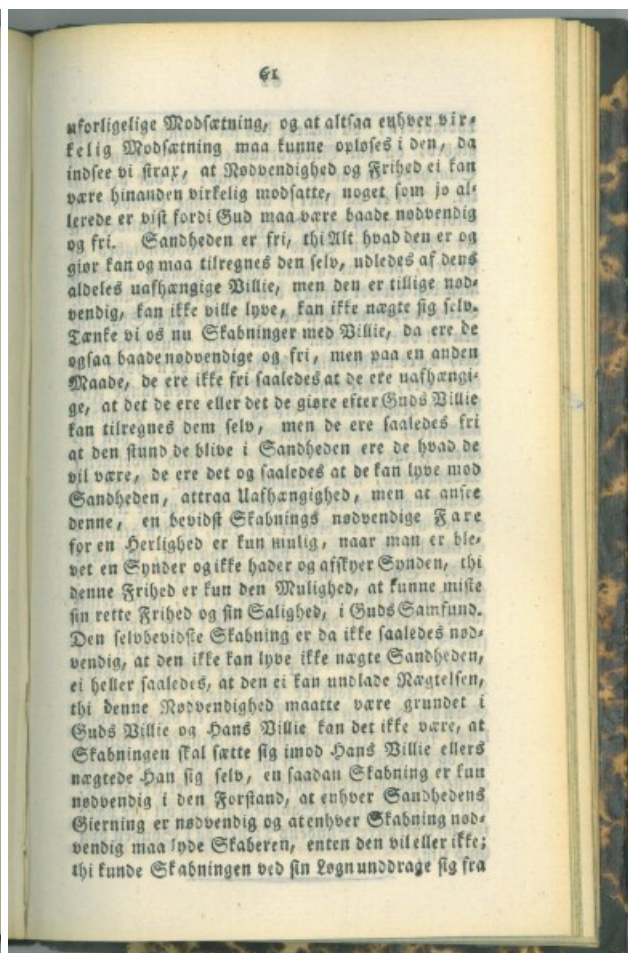 61
uforligelige Modsætning, og at altsaa enhver vir-
kelig Modsætning maa kunne opløses i den, da
indsee vi strax, at Nødvendighed og Frihed ei kan
være hinanden virkelig modsatte, noget som jo al-
lerede er vist fordi Gud maa være baade nødvendig
og fri. Sandheden er fri, thi Alt hvad den er og
giør kan og maa tilregnes den selv, udledes af dens
aldeles uafhængige Villie, men den er tillige nød-
vendig, kan ikke ville lyve, kan ikke nægte sig selv.
Tænke vi os nu Skabninger med Villie, da ere de
ogsaa baade nødvendige og fri, men paa en anden
Maade, de ere ikke fri saaledes at de ere uafhængi-
ge, at det de ere eller det de giøre efter Guds Villie
kan tilregnes dem selv, men de ere saaledes fri
at den stund de blive i Sandheden ere de hvad de
vil være, de ere det og saaledes at de kan lyve mod
Sandheden, attraa Uafhængighed, men at ansee
denne, en bevidst Skabnings nødvendige Fare
for en Herlighed er kun mulig, naar man er ble-
vet en Synder og ikke hader og afskyer Synden, thi
denne Frihed er kun den Mulighed, at kunne miste
sin rette Frihed og sin Salighed, i Guds Samfund.
Den selvbevidste Skabning er da ikke saaledes nød-
vendig, at den ikke kan lyve ikke nægte Sandheden,
ei heller saaledes, at den ei kan undlade Nægtelsen,
thi denne Nødvendighed maatte være grundet i
Guds Villie og Hans Villie kan det ikke være, at
Skabningen skal sætte sig imod Hans Villie ellers
nægtede Han sig selv, en saadan Skabning er kun
nødvendig i den Forstand, at enhver Sandhedens
Gierning er nødvendig og at enhver Skabning nød-
vendig maa lyde Skaberen, enten den vil eller ikke;
thi kunde Skabningen ved sin Løgn unddrage sig fra